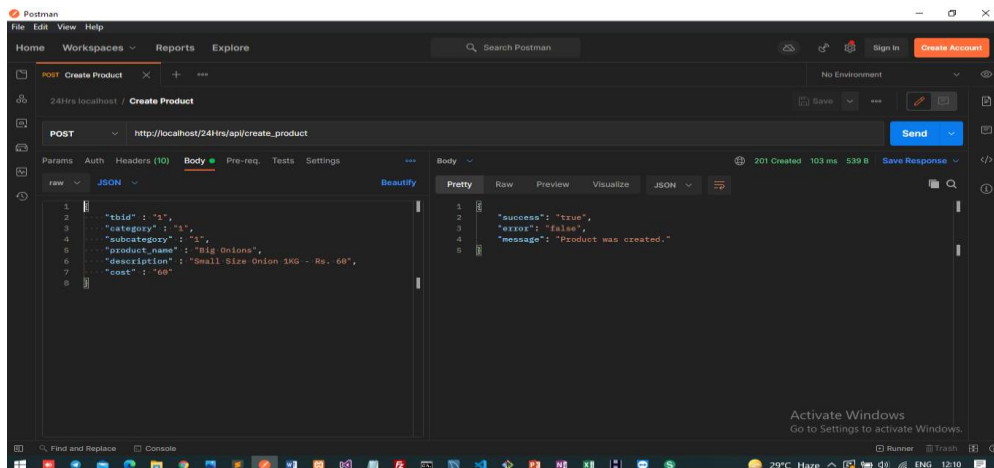 Postman
File Edit View Help
Home Workspaces Reports Explore
Search Postman
Sign In Create Account
POST Create Product
No Environment
24Hrs localhost / Create Product
Save
POST http://localhost/24Hrs/api/create_product
Send
Params Auth Headers (10) Body Pre-req. Tests Settings
Body
201 Created 103 ms 539 B Save Response
raw JSON Beautify
Pretty Raw Preview Visualize JSON
1 {
2 "tbid" : "1",
3 "category" : "1",
4 "subcategory" : "1",
5 "product_name" : "Big Onions",
6 "description" : "Small Size Onion 1KG - Rs. 60",
7 "cost" : "60"
8 }
1 {
2 "success": "true",
3 "error": "false",
4 "message": "Product was created."
5 }
Activate Windows
Go to Settings to activate Windows.
Find and Replace Console
Runner Trash
29°C Haze ENG 12:10